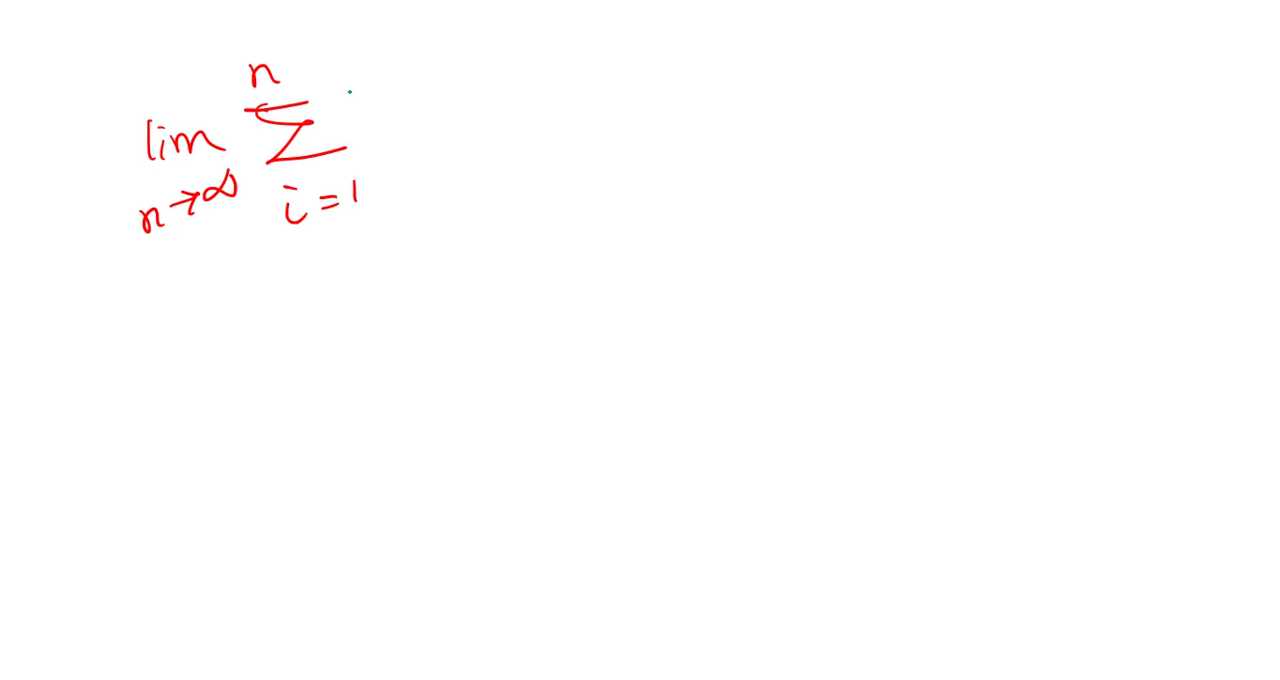 n
lim Σ
n→∞ i=1